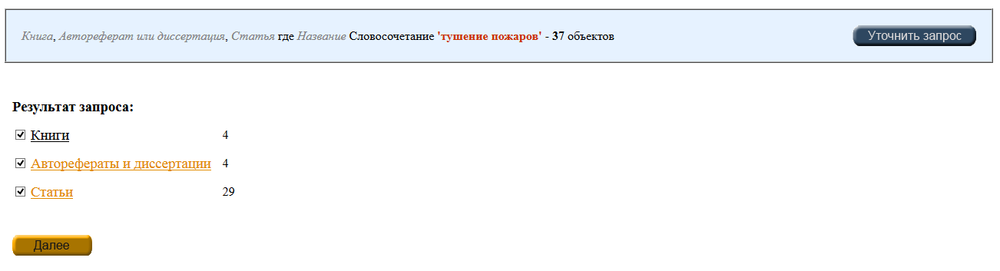 Книга, Автореферат или диссертация, Статья где Название Словосочетание 'тушение пожаров' - 37 объектов
Уточнить запрос
Результат запроса:
Книги 4
Авторефераты и диссертации 4
Статьи 29
Далее